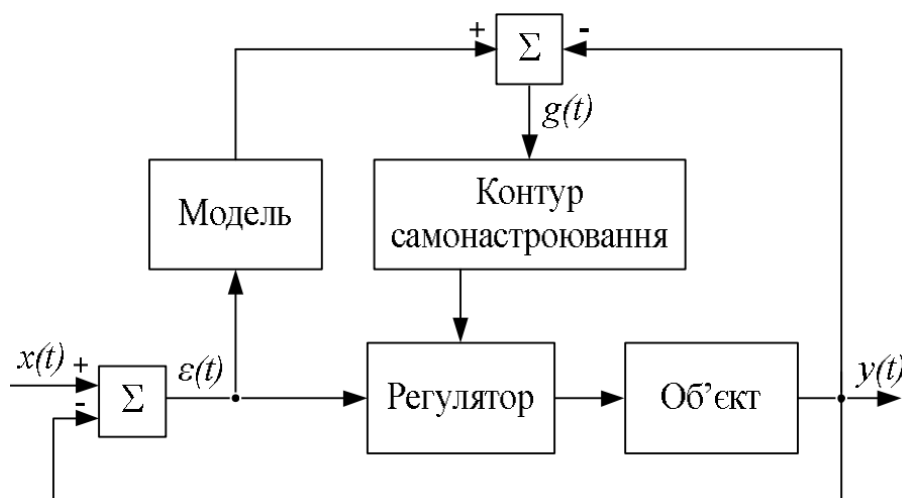 +
Σ
-
g(t)
Модель
Контур
самонастроювання
x(t)
+
-
Σ
ε(t)
Регулятор
Об’єкт
y(t)